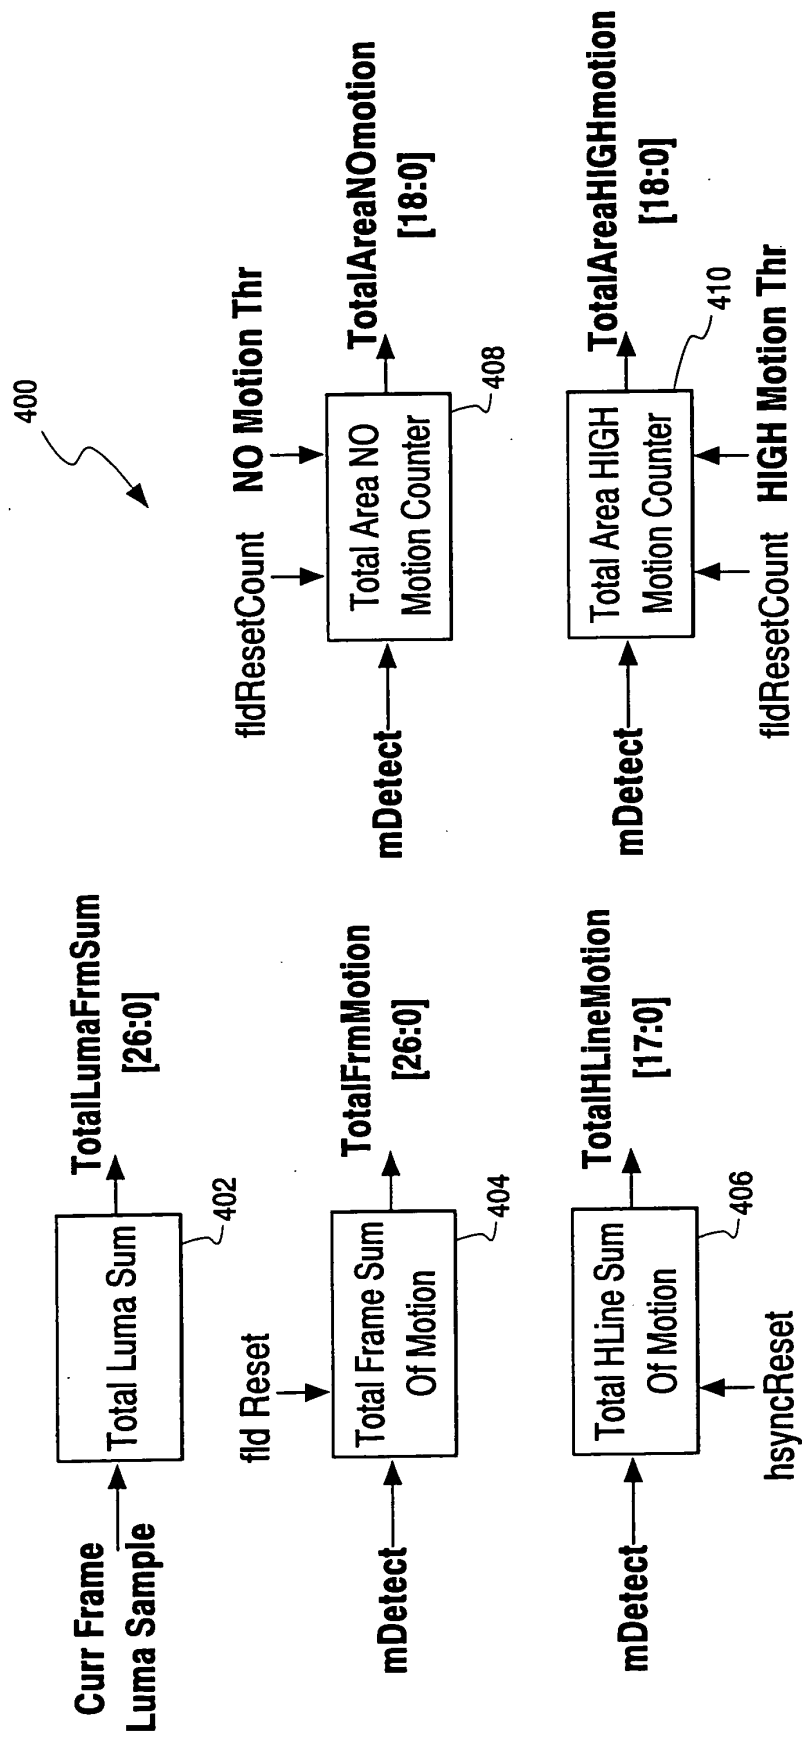 400
Curr Frame
Luma Sample
Total Luma Sum
402
TotalLumaFrmSum
[26:0]
fld Reset
mDetect
Total Frame Sum
Of Motion
404
TotalFrmMotion
[26:0]
mDetect
Total HLine Sum
Of Motion
406
hsyncReset
TotalHLineMotion
[17:0]
fldResetCount
NO Motion Thr
mDetect
Total Area NO
Motion Counter
408
TotalAreaNOmotion
[18:0]
mDetect
Total Area HIGH
Motion Counter
410
TotalAreaHIGHmotion
[18:0]
fldResetCount
HIGH Motion Thr